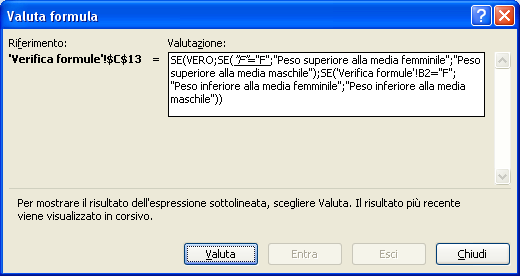 Valuta formula
Riferimento:
Valutazione:
'Verifica formule'!$C$13 =
SE(VERO;SE("F"="F";"Peso superiore alla media femminile";"Peso
superiore alla media maschile");SE('Verifica formule'!B2="F";
"Peso inferiore alla media femminile";"Peso inferiore alla media
maschile"))
Per mostrare il risultato dell'espressione sottolineata, scegliere Valuta. Il risultato più recente
viene visualizzato in corsivo.
Valuta
Entra
Esci
Chiudi